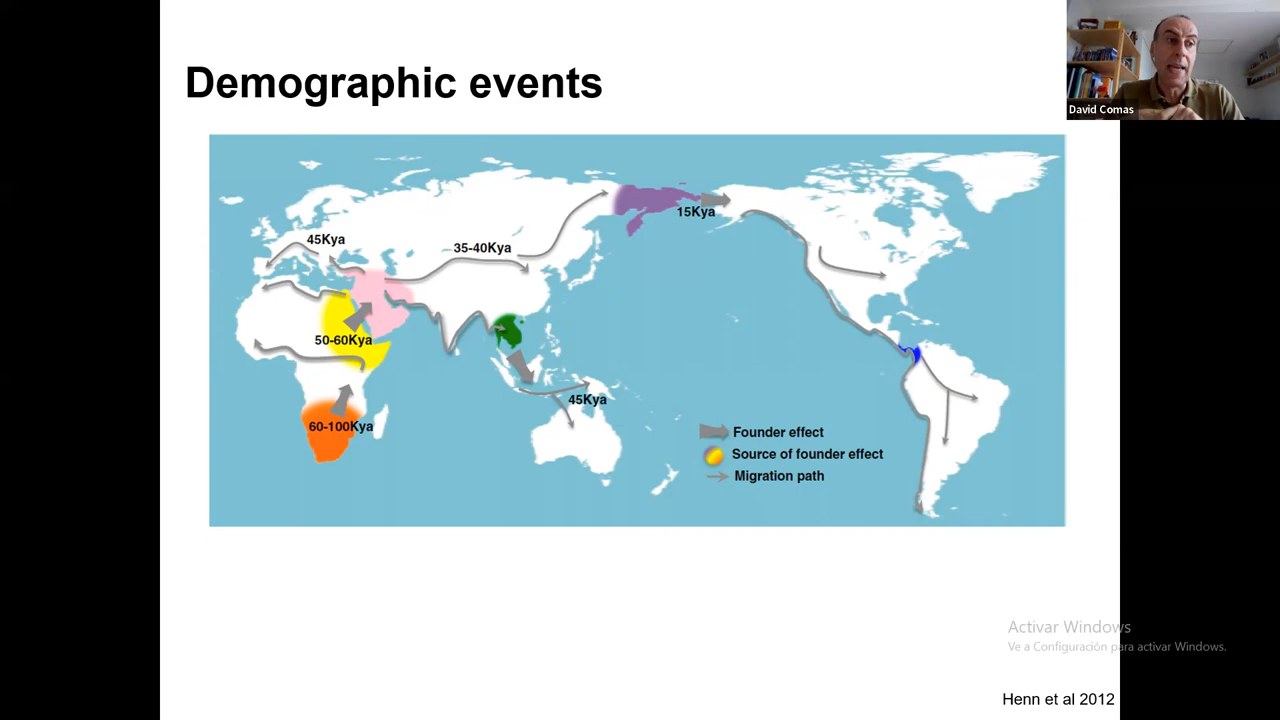 Demographic events
David Comas
45Kya
35-40Kya
15Kya
50-60Kya
45Kya
60-100Kya
Founder effect
Source of founder effect
Migration path
Activar Windows
Ve a Configuración para activar Windows.
Henn et al 2012